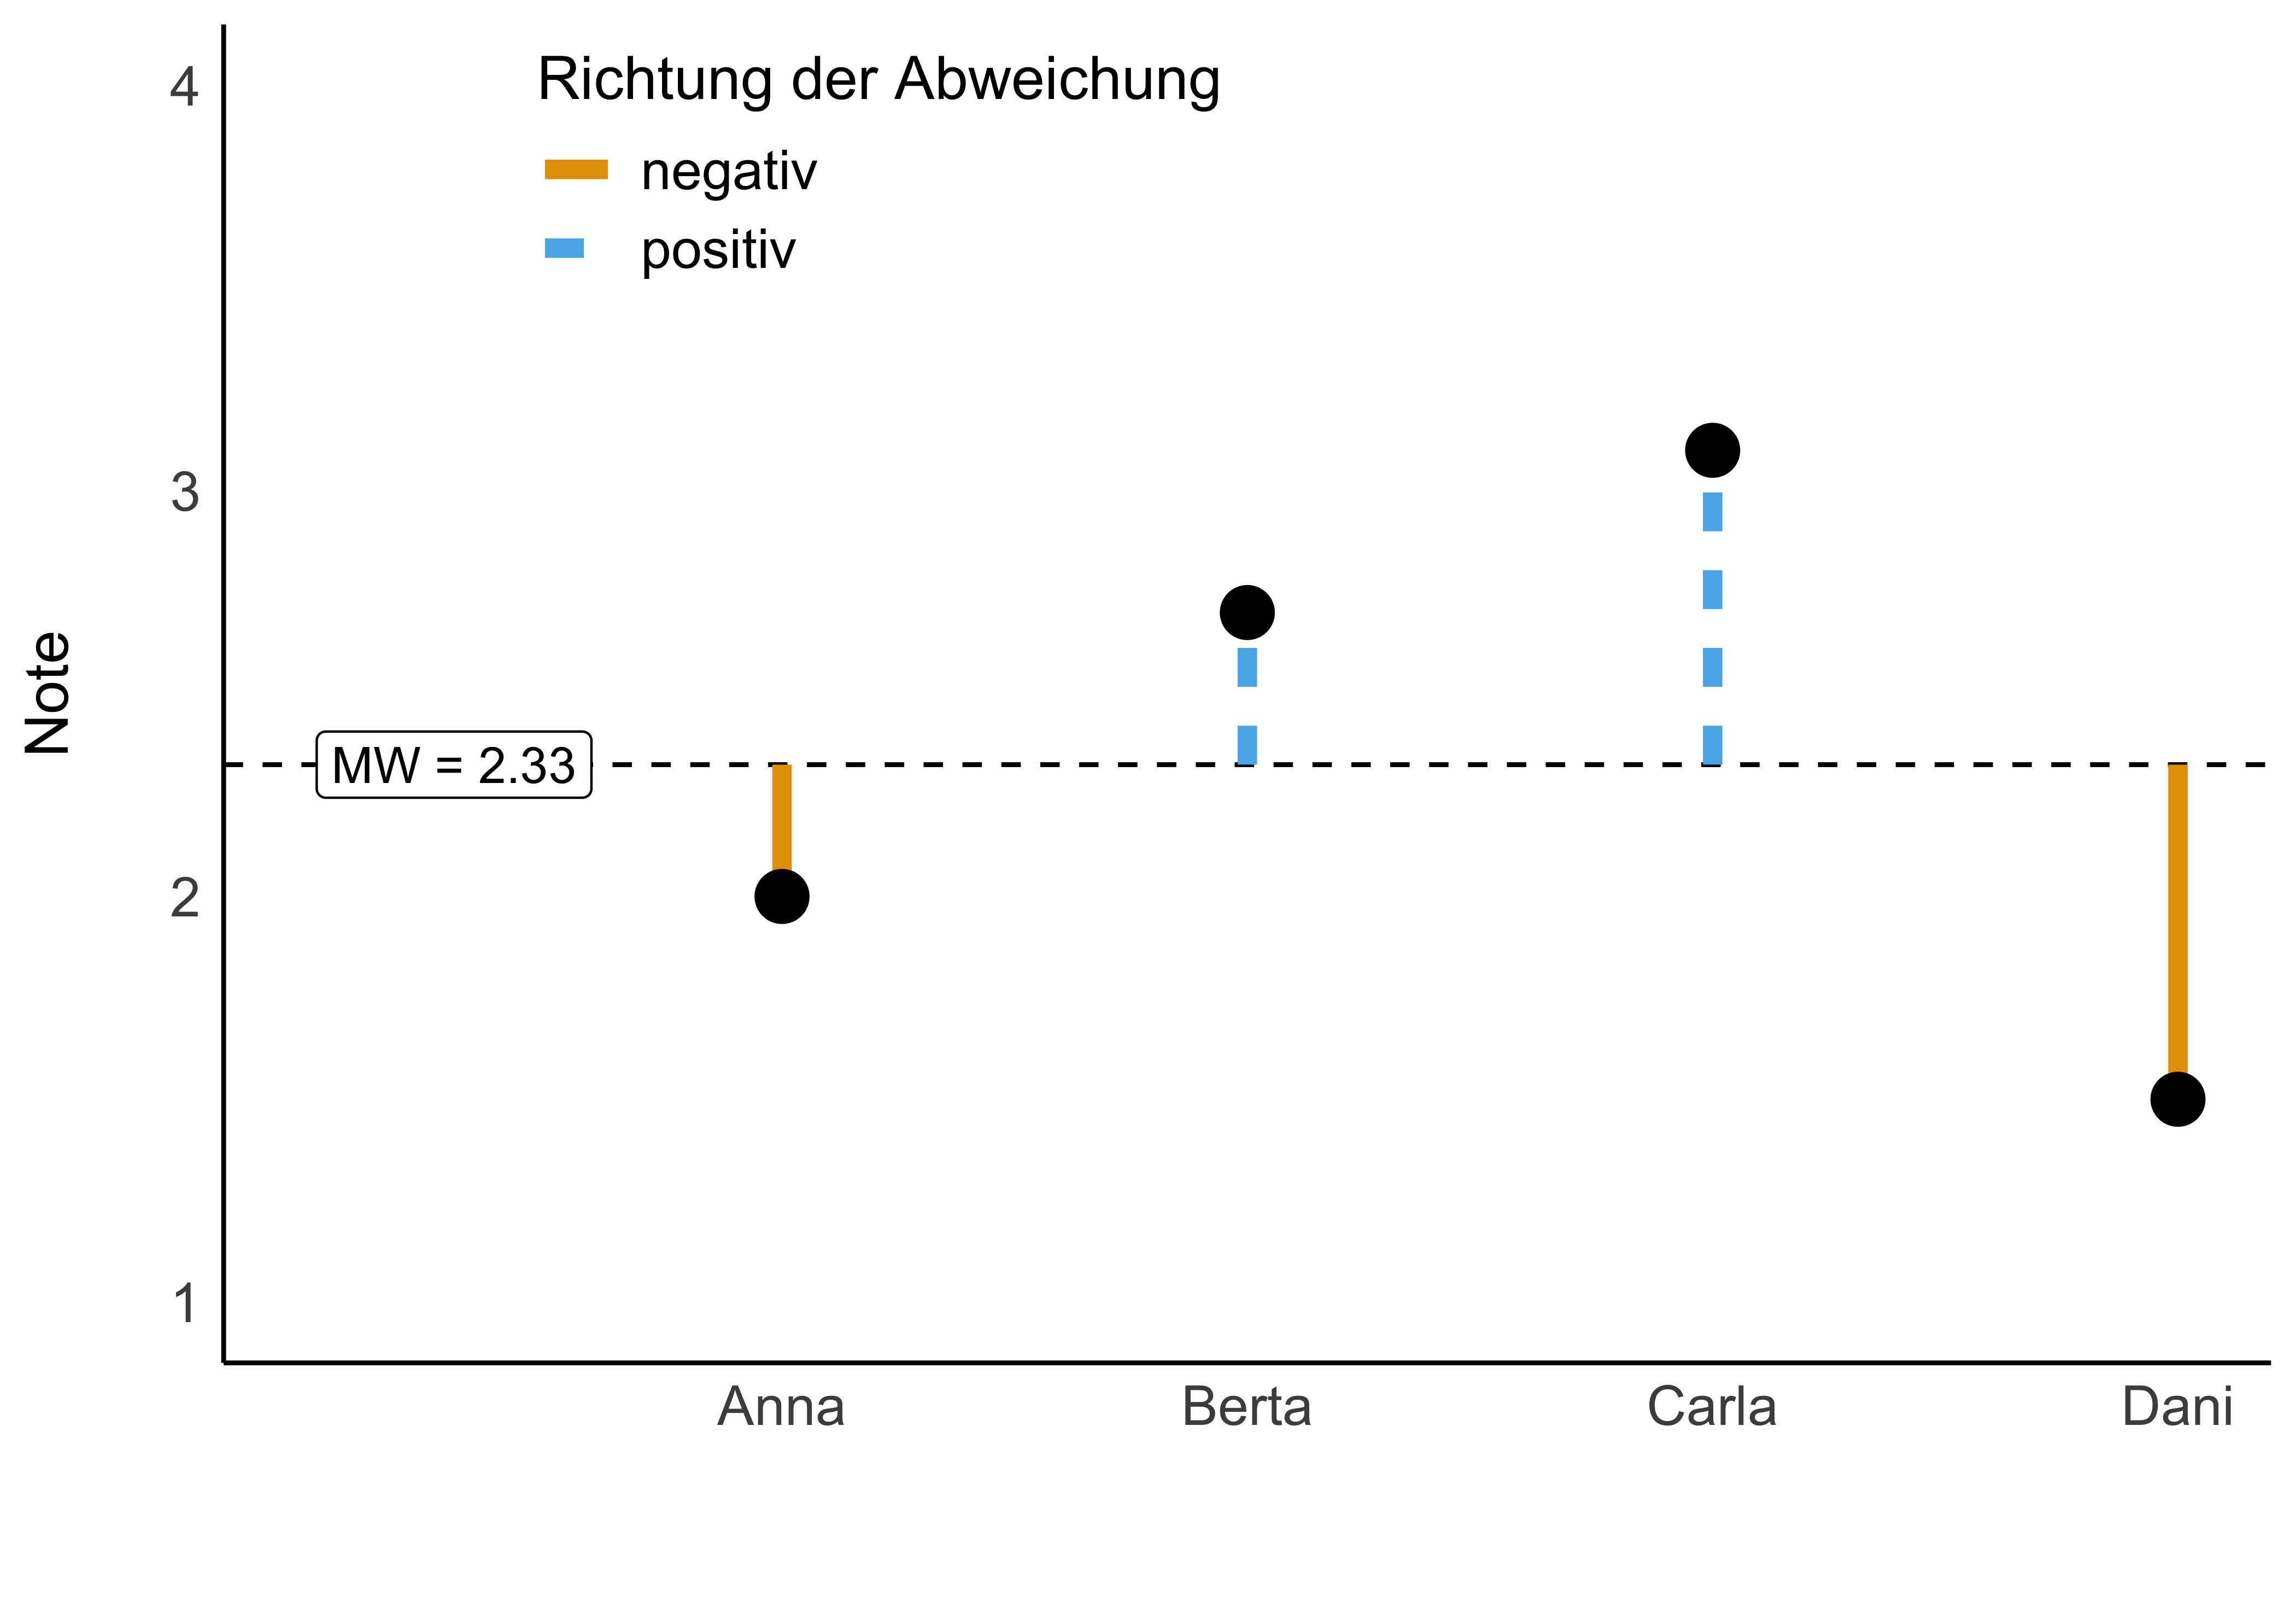 Richtung der Abweichung
negativ
positiv
4
3
2
1
Note
MW = 2.33
Anna Berta Carla Dani